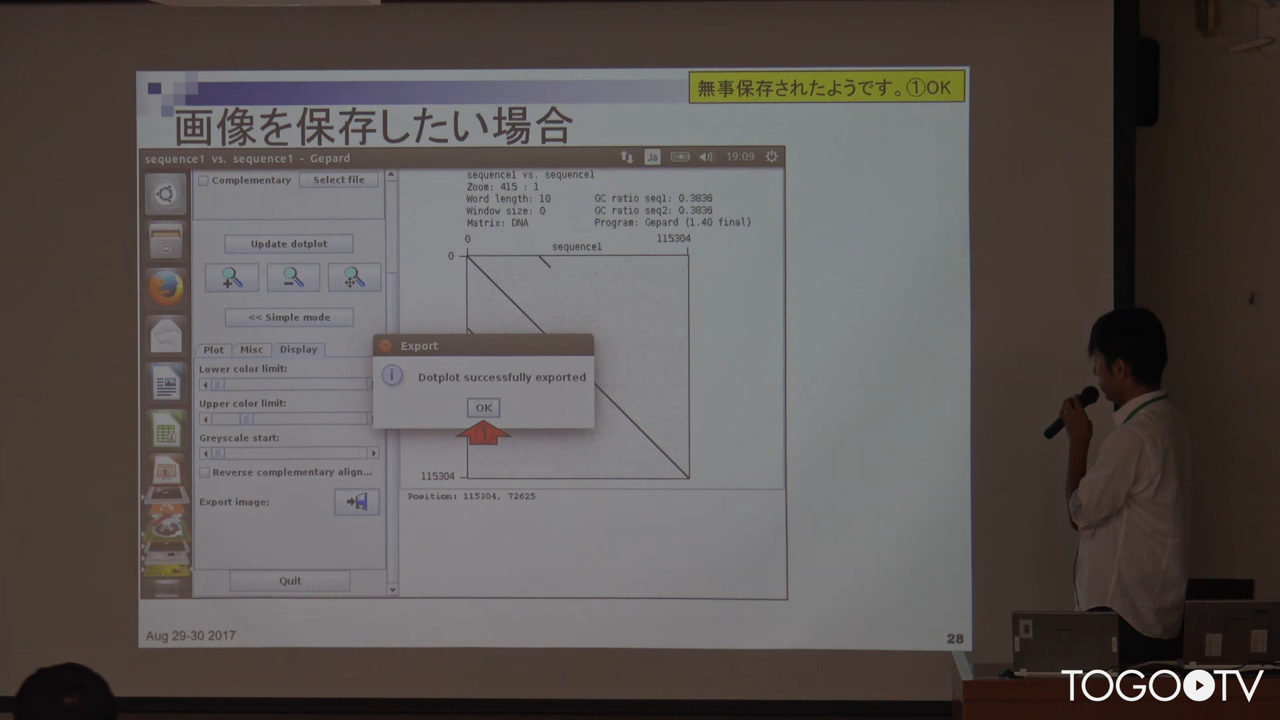 無事保存されたようです。①OK
画像を保存したい場合
sequence1 vs. sequence1 - Gepard
Ja
19:09
Complementary
Select file
Update dotplot
<< Simple mode
Plot
Misc
Display
Lower color limit:
Upper color limit:
Greyscale start:
Reverse complementary align...
Export image:
Quit
sequence1 vs. sequence1
Zoom: 415 : 1
Word length: 10
GC ratio seq1: 0.3836
Window size: 0
GC ratio seq2: 0.3836
Matrix: DNA
Program: Gepard (1.40 final)
0
115304
sequence1
0
Export
Dotplot successfully exported
OK
①
115304
Position: 115304, 72625
Aug 29-30 2017
28
TOGO TV